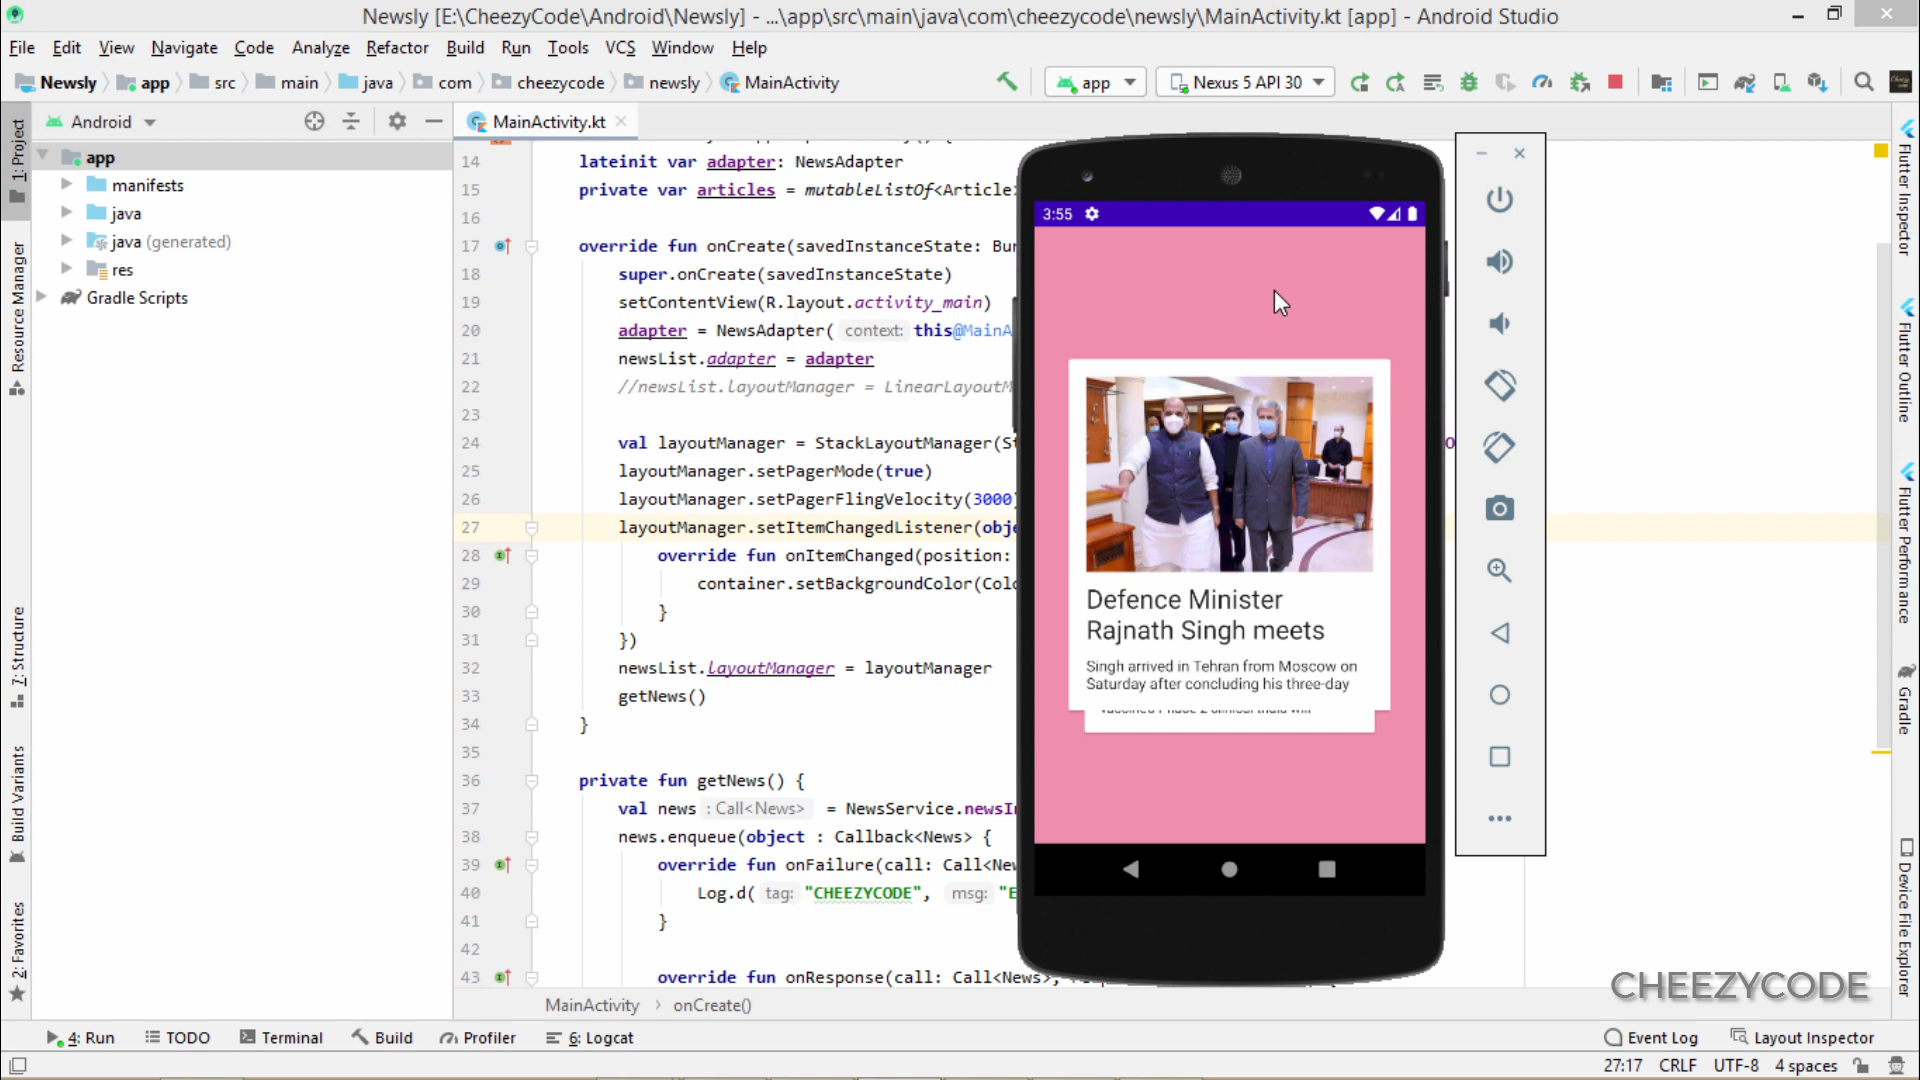 Newsly [E:\CheezyCode\Android\Newsly] - ...\app\src\main\java\com\cheezycode\newsly\MainActivity.kt [app] - Android Studio
File Edit View Navigate Code Analyze Refactor Build Run Tools VCS Window Help
Newsly app src main java com cheezycode newsly MainActivity
app
Nexus 5 API 30
1: Project
Resource Manager
7: Structure
Build Variants
2: Favorites
Android
app
manifests
java
java (generated)
res
Gradle Scripts
MainActivity.kt
14 lateinit var adapter: NewsAdapter
15 private var articles = mutableListOf<Article>
16
17 override fun onCreate(savedInstanceState: Bun
18 super.onCreate(savedInstanceState)
19 setContentView(R.layout.activity_main)
20 adapter = NewsAdapter( context: this@MainA
21 newsList.adapter = adapter
22 //newsList.layoutManager = LinearLayoutM
23
24 val layoutManager = StackLayoutManager(St
25 layoutManager.setPagerMode(true)
26 layoutManager.setPagerFlingVelocity(3000)
27 layoutManager.setItemChangedListener(obje
28 override fun onItemChanged(position:
29 container.setBackgroundColor(Colo
30 }
31 })
32 newsList.layoutManager = layoutManager
33 getNews()
34 }
35
36 private fun getNews() {
37 val news : Call<News> = NewsService.newsIn
38 news.enqueue(object : Callback<News> {
39 override fun onFailure(call: Call<New
40 Log.d( tag: "CHEEZYCODE", msg: "E
41 }
42
43 override fun onResponse(call: Call<News>,
3:55
Defence Minister
Rajnath Singh meets
Singh arrived in Tehran from Moscow on
Saturday after concluding his three-day
Flutter Inspector
Flutter Outline
Flutter Performance
Gradle
Device File Explorer
CHEEZYCODE
MainActivity > onCreate()
4: Run TODO Terminal Build Profiler 6: Logcat
Event Log Layout Inspector
27:17 CRLF UTF-8 4 spaces